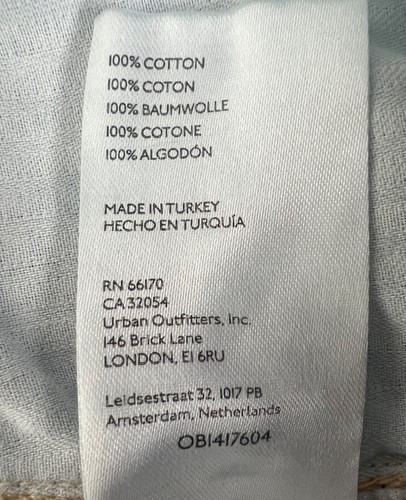 100% COTTON
100% COTON
100% BAUMWOLLE
100% COTONE
100% ALGODÓN
MADE IN TURKEY
HECHO EN TURQUÍA
RN 66170
CA 32054
Urban Outfitters, Inc.
146 Brick Lane
LONDON, E1 6RU
Leidsestraat 32, 1017 PB
Amsterdam, Netherlands
OB1417604